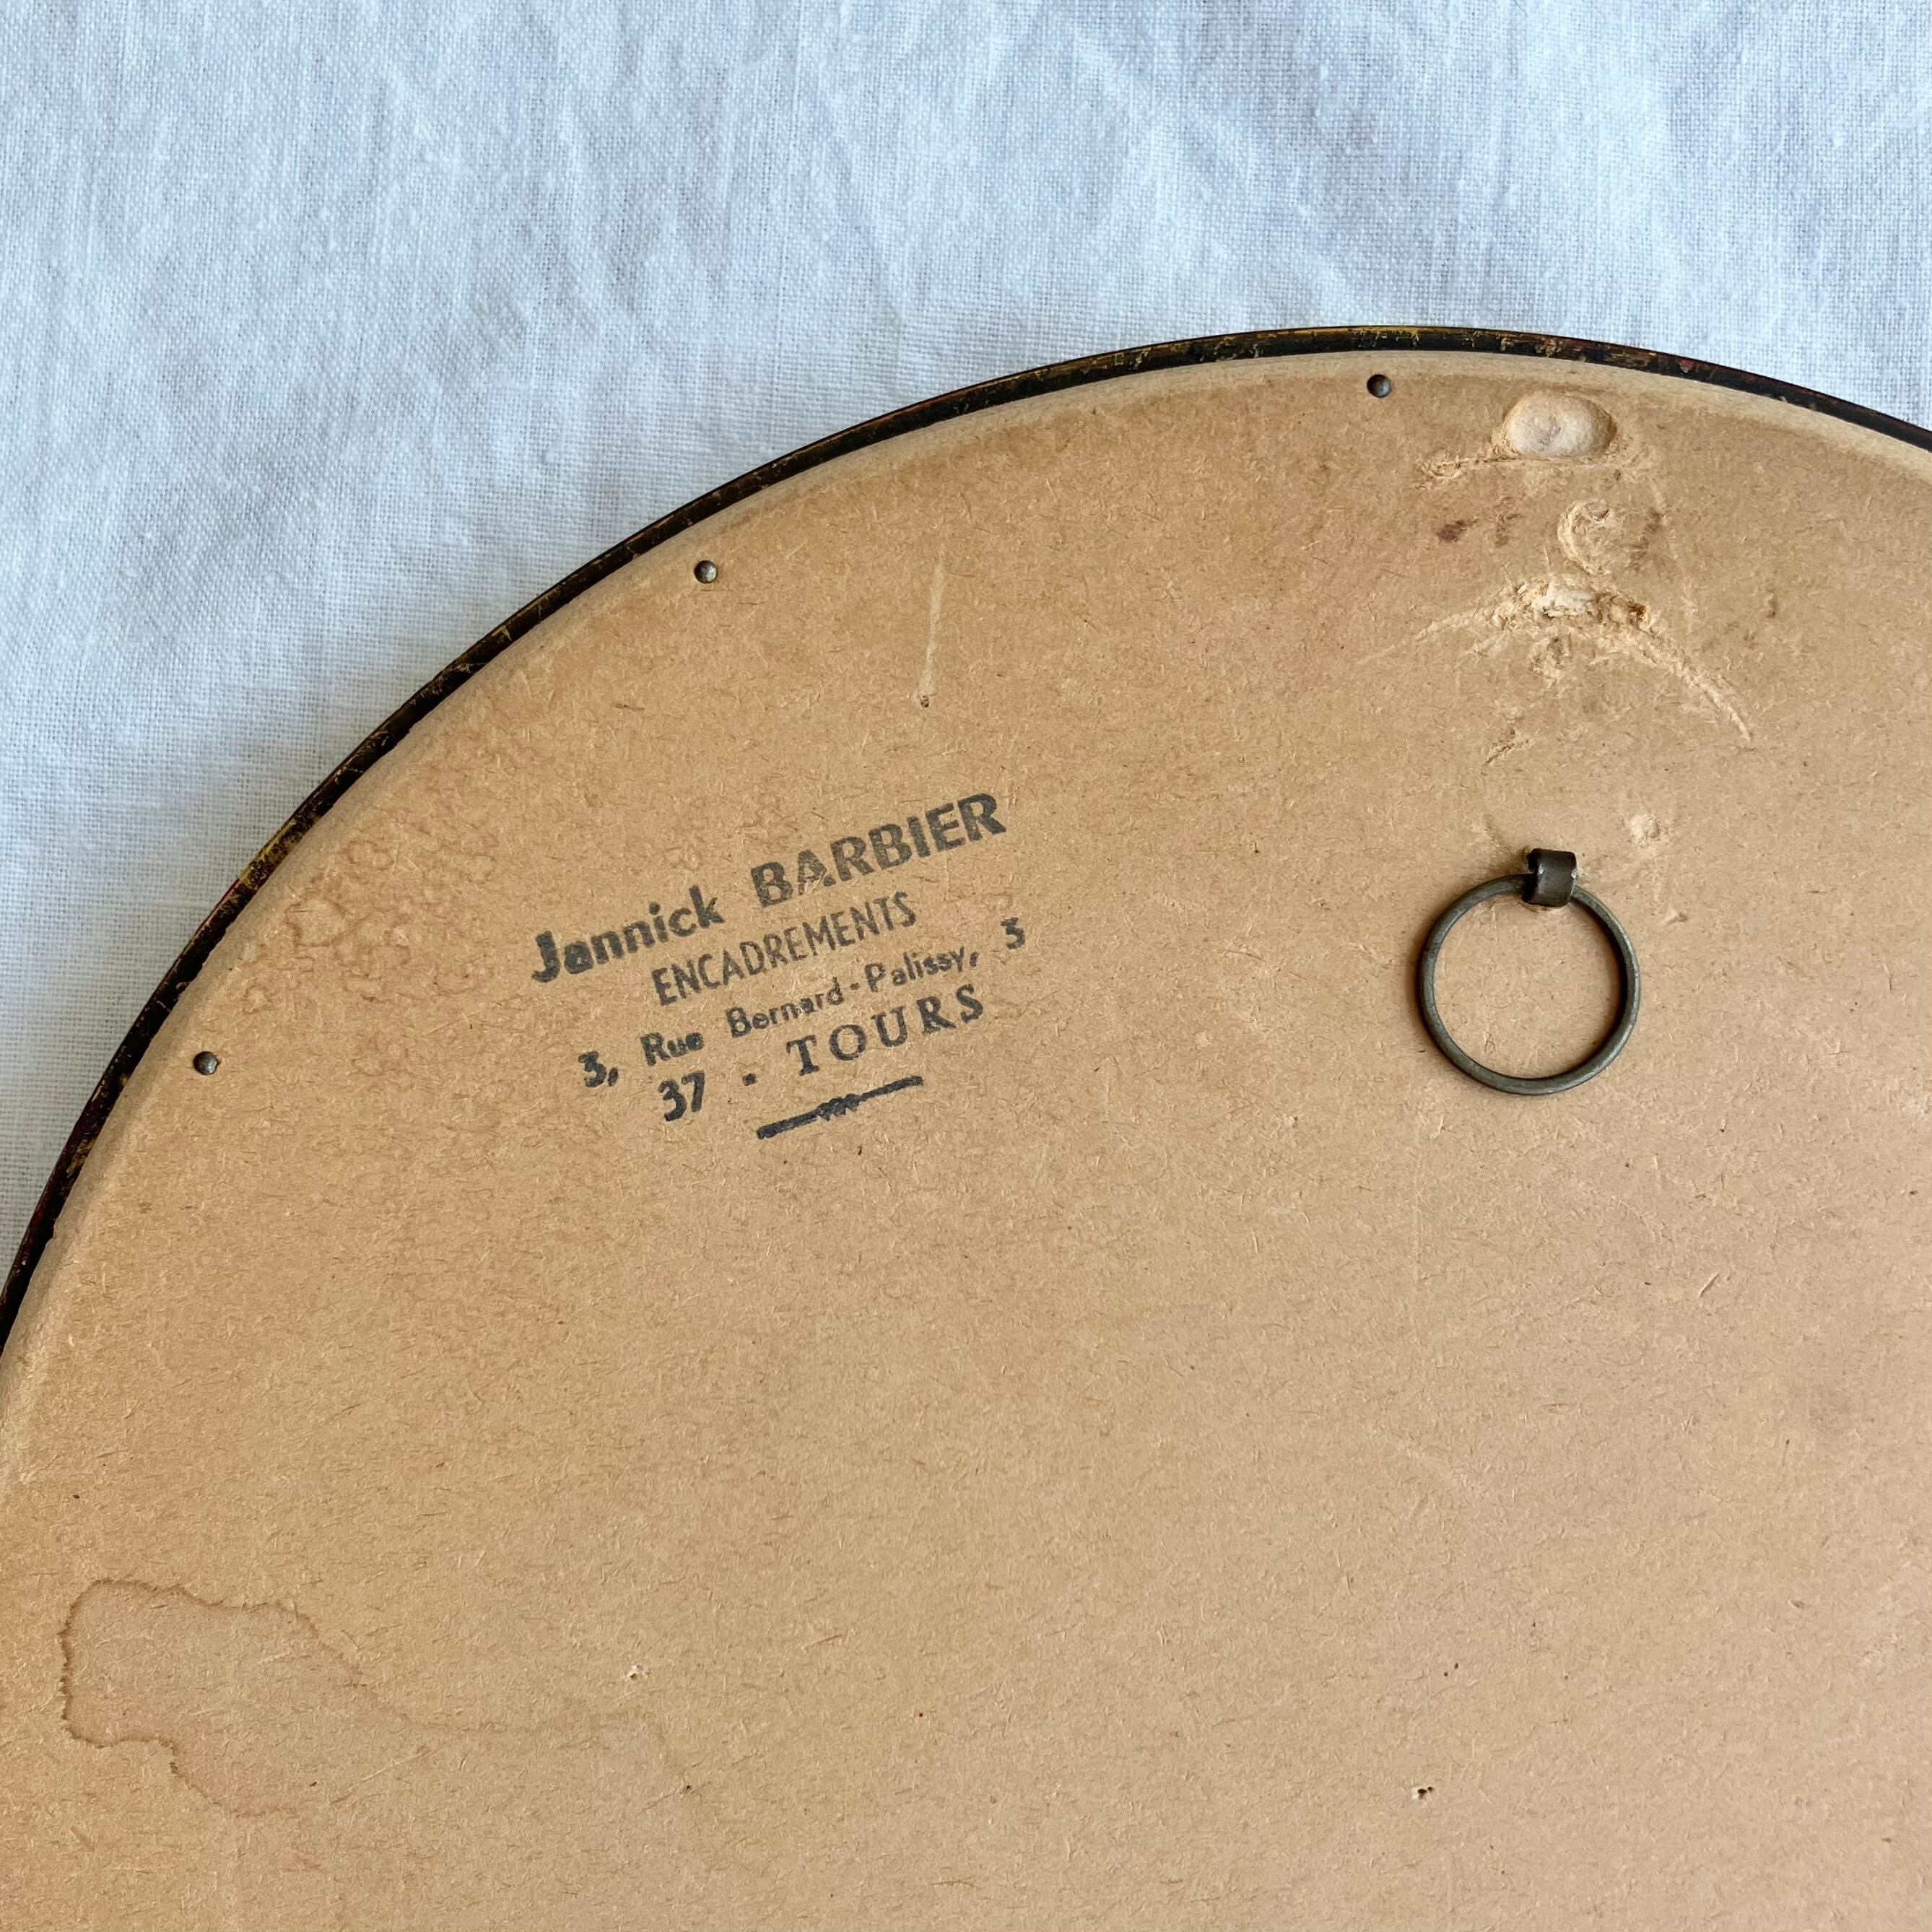 Jannick BARBIER
ENCADREMENTS
3, Rue Bernard-Palissy, 3
37 - TOURS